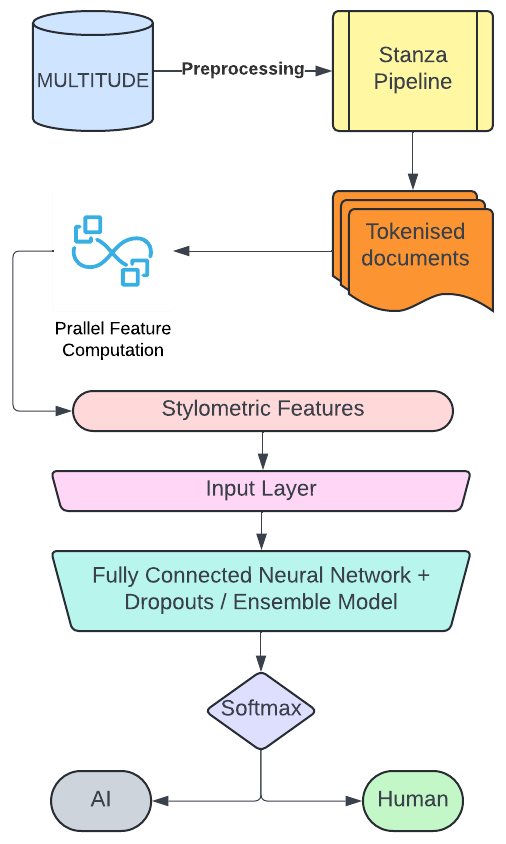 MULTITUDE
Preprocessing
Stanza
Pipeline
Tokenised
documents
Prallel Feature
Computation
Stylometric Features
Input Layer
Fully Connected Neural Network +
Dropouts / Ensemble Model
Softmax
AI
Human